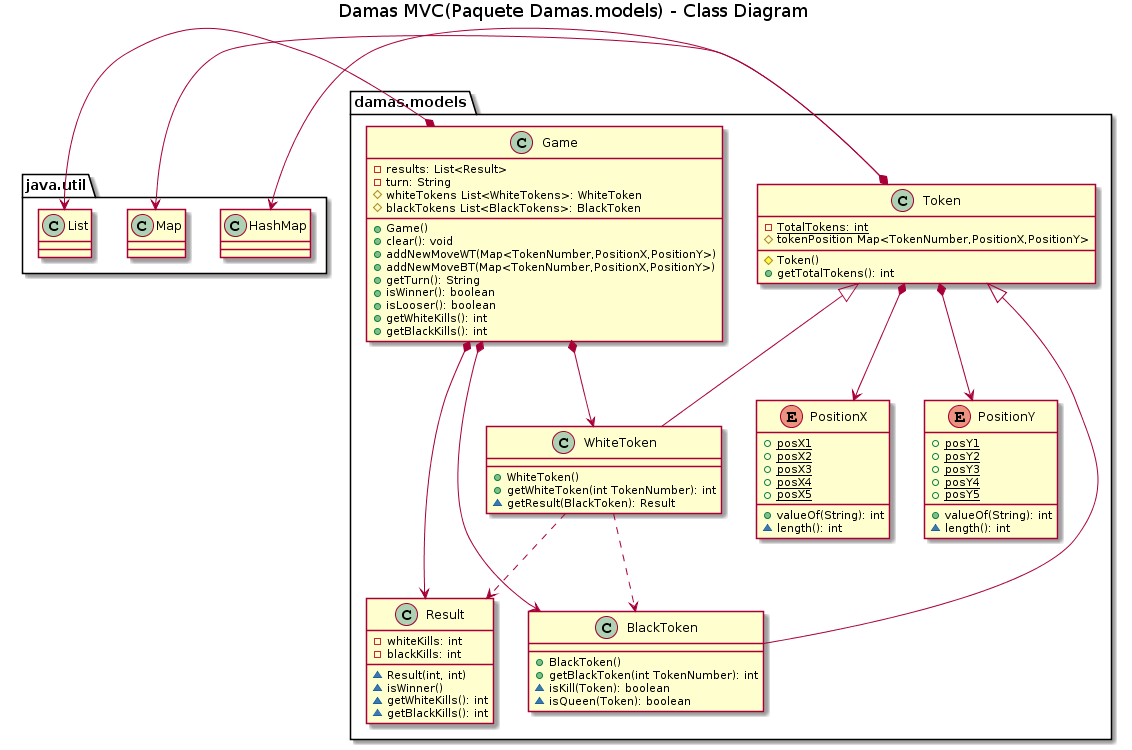 Damas MVC(Paquete Damas.models) - Class Diagram
damas.models
java.util
C List
C Map
C HashMap
C Game
results: List<Result>
turn: String
whiteTokens List<WhiteTokens>: WhiteToken
blackTokens List<BlackTokens>: BlackToken
Game()
clear(): void
addNewMoveWT(Map<TokenNumber,PositionX,PositionY>)
addNewMoveBT(Map<TokenNumber,PositionX,PositionY>)
getTurn(): String
isWinner(): boolean
isLooser(): boolean
getWhiteKills(): int
getBlackKills(): int
C Token
TotalTokens: int
tokenPosition Map<TokenNumber,PositionX,PositionY>
Token()
getTotalTokens(): int
C WhiteToken
WhiteToken()
getWhiteToken(int TokenNumber): int
getResult(BlackToken): Result
E PositionX
posX1
posX2
posX3
posX4
posX5
valueOf(String): int
length(): int
E PositionY
posY1
posY2
posY3
posY4
posY5
valueOf(String): int
length(): int
C Result
whiteKills: int
blackKills: int
Result(int, int)
isWinner()
getWhiteKills(): int
getBlackKills(): int
C BlackToken
BlackToken()
getBlackToken(int TokenNumber): int
isKill(Token): boolean
isQueen(Token): boolean